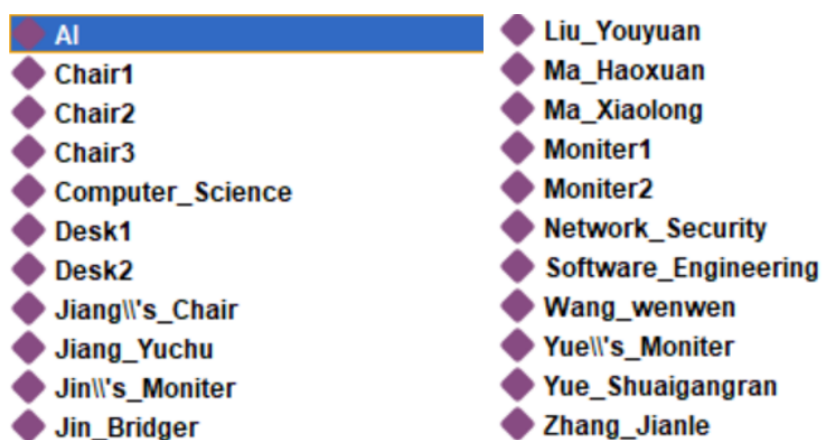 AI
Chair1
Chair2
Chair3
Computer_Science
Desk1
Desk2
Jiang\\'s_Chair
Jiang_Yuchu
Jin\\'s_Moniter
Jin_Bridger
Liu_Youyuan
Ma_Haoxuan
Ma_Xiaolong
Moniter1
Moniter2
Network_Security
Software_Engineering
Wang_wenwen
Yue\\'s_Moniter
Yue_Shuaigangran
Zhang_Jianle